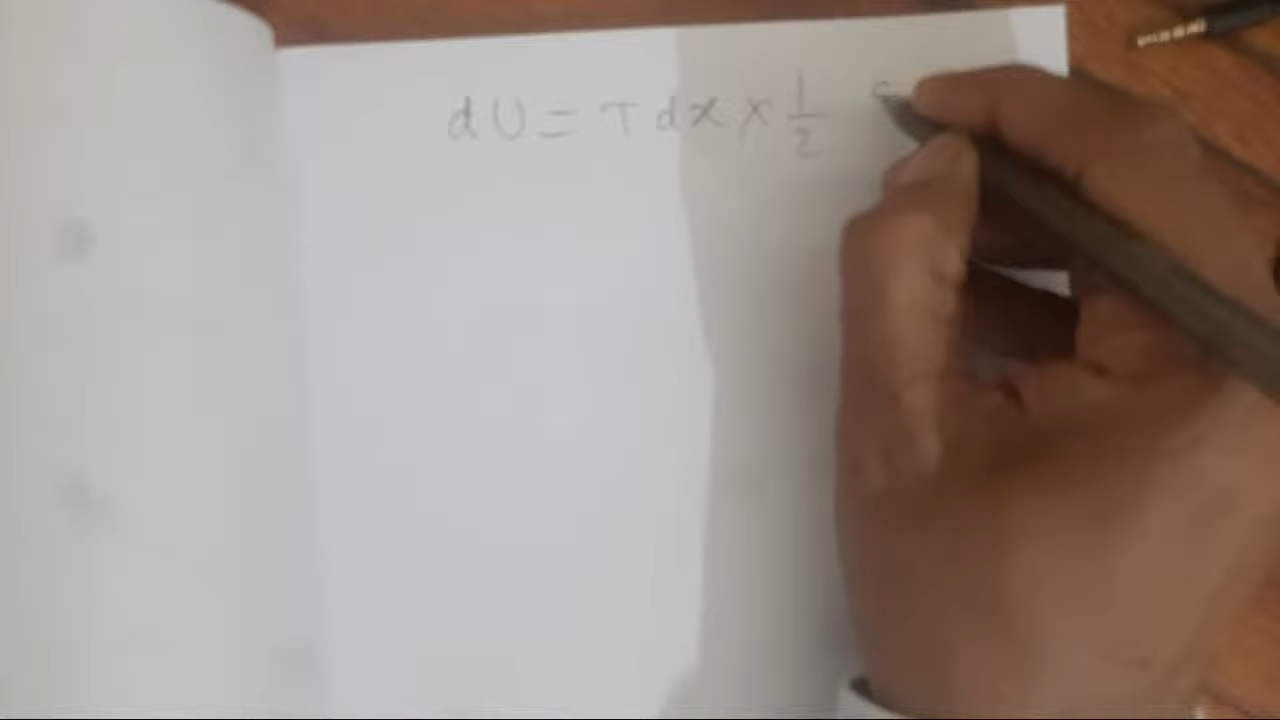 dU = T dx x 1/2